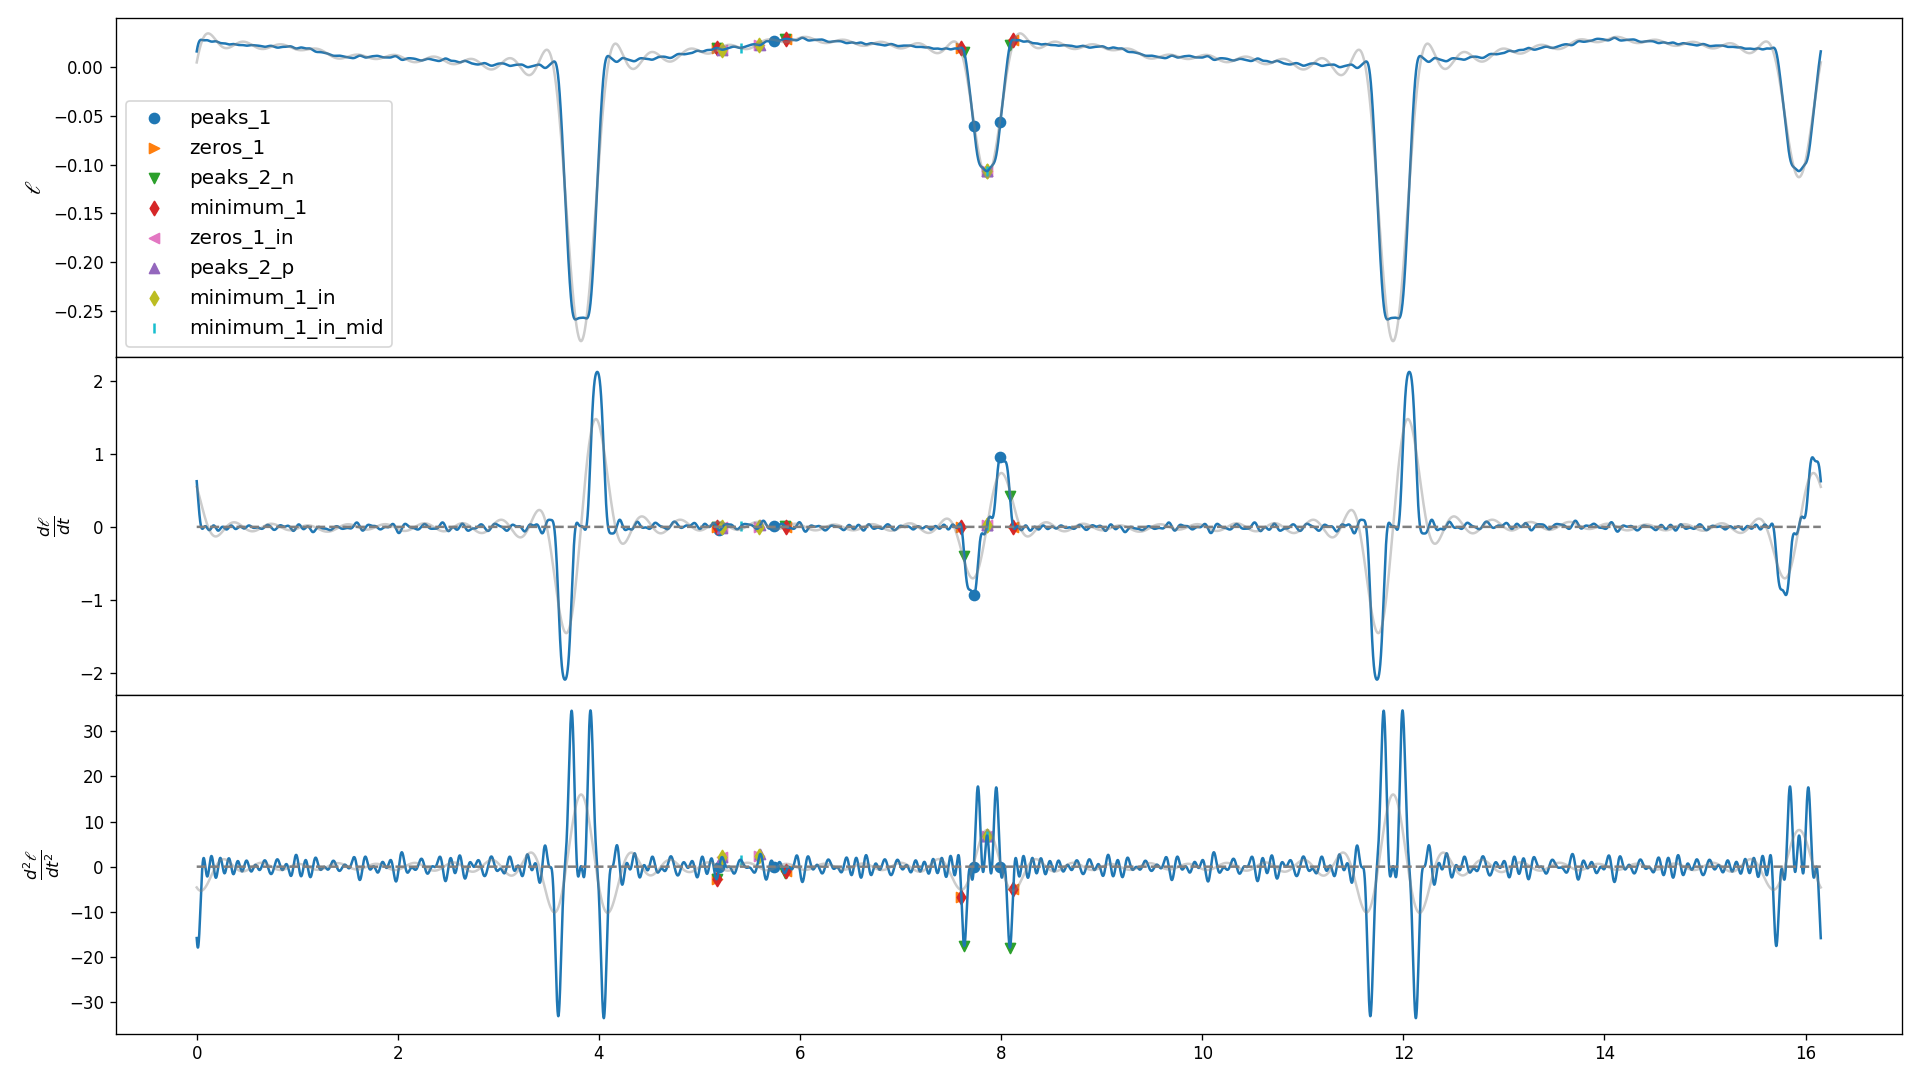 0.00
−0.05
−0.10
−0.15
−0.20
−0.25
ℓ
peaks_1
zeros_1
peaks_2_n
minimum_1
zeros_1_in
peaks_2_p
minimum_1_in
minimum_1_in_mid
2
1
0
−1
−2
dℓ
dt
30
20
10
0
−10
−20
−30
d²ℓ
dt²
0 2 4 6 8 10 12 14 16